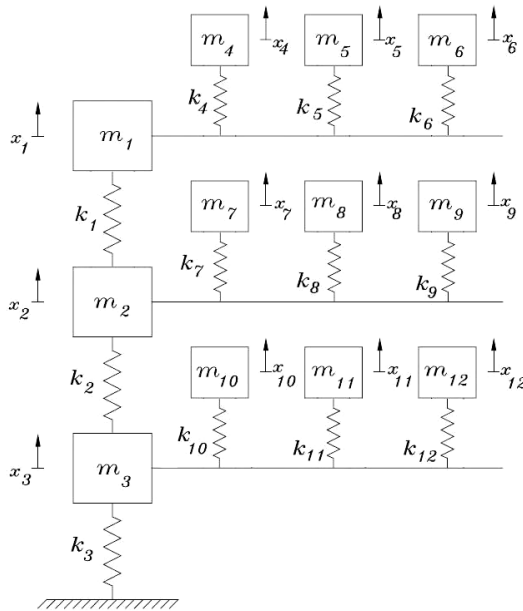 m4 x4 m5 x5 m6 x6
k4 k5 k6
x1 m1
k1
m7 x7 m8 x8 m9 x9
k7 k8 k9
x2 m2
k2
m10 x10 m11 x11 m12 x12
k10 k11 k12
x3 m3
k3